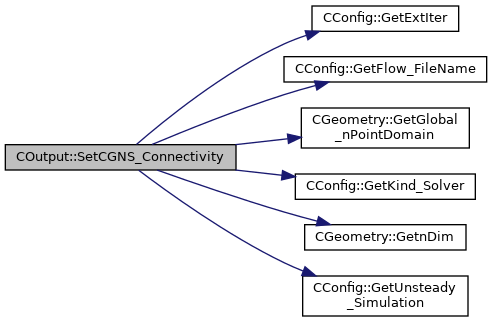 CConfig::GetExtIter
CConfig::GetFlow_FileName
CGeometry::GetGlobal
_nPointDomain
COutput::SetCGNS_Connectivity
CConfig::GetKind_Solver
CGeometry::GetnDim
CConfig::GetUnsteady
_Simulation